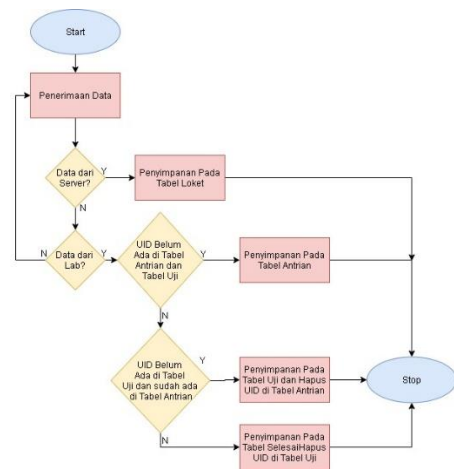 Start
Penerimaan Data
Data dari
Server?
Y
Penyimpanan Pada
Tabel Loket
N
Data dari
Lab?
N
Y
UID Belum
Ada di Tabel
Antrian dan
Tabel Uji
Y
Penyimpanan Pada
Tabel Antrian
N
UID Belum
Ada di Tabel
Uji dan sudah ada
di Tabel Antrian
Y
Penyimpanan Pada
Tabel Uji dan Hapus
UID di Tabel Antrian
Stop
N
Penyimpanan Pada
Tabel SelesaiHapus
UID di Tabel Uji